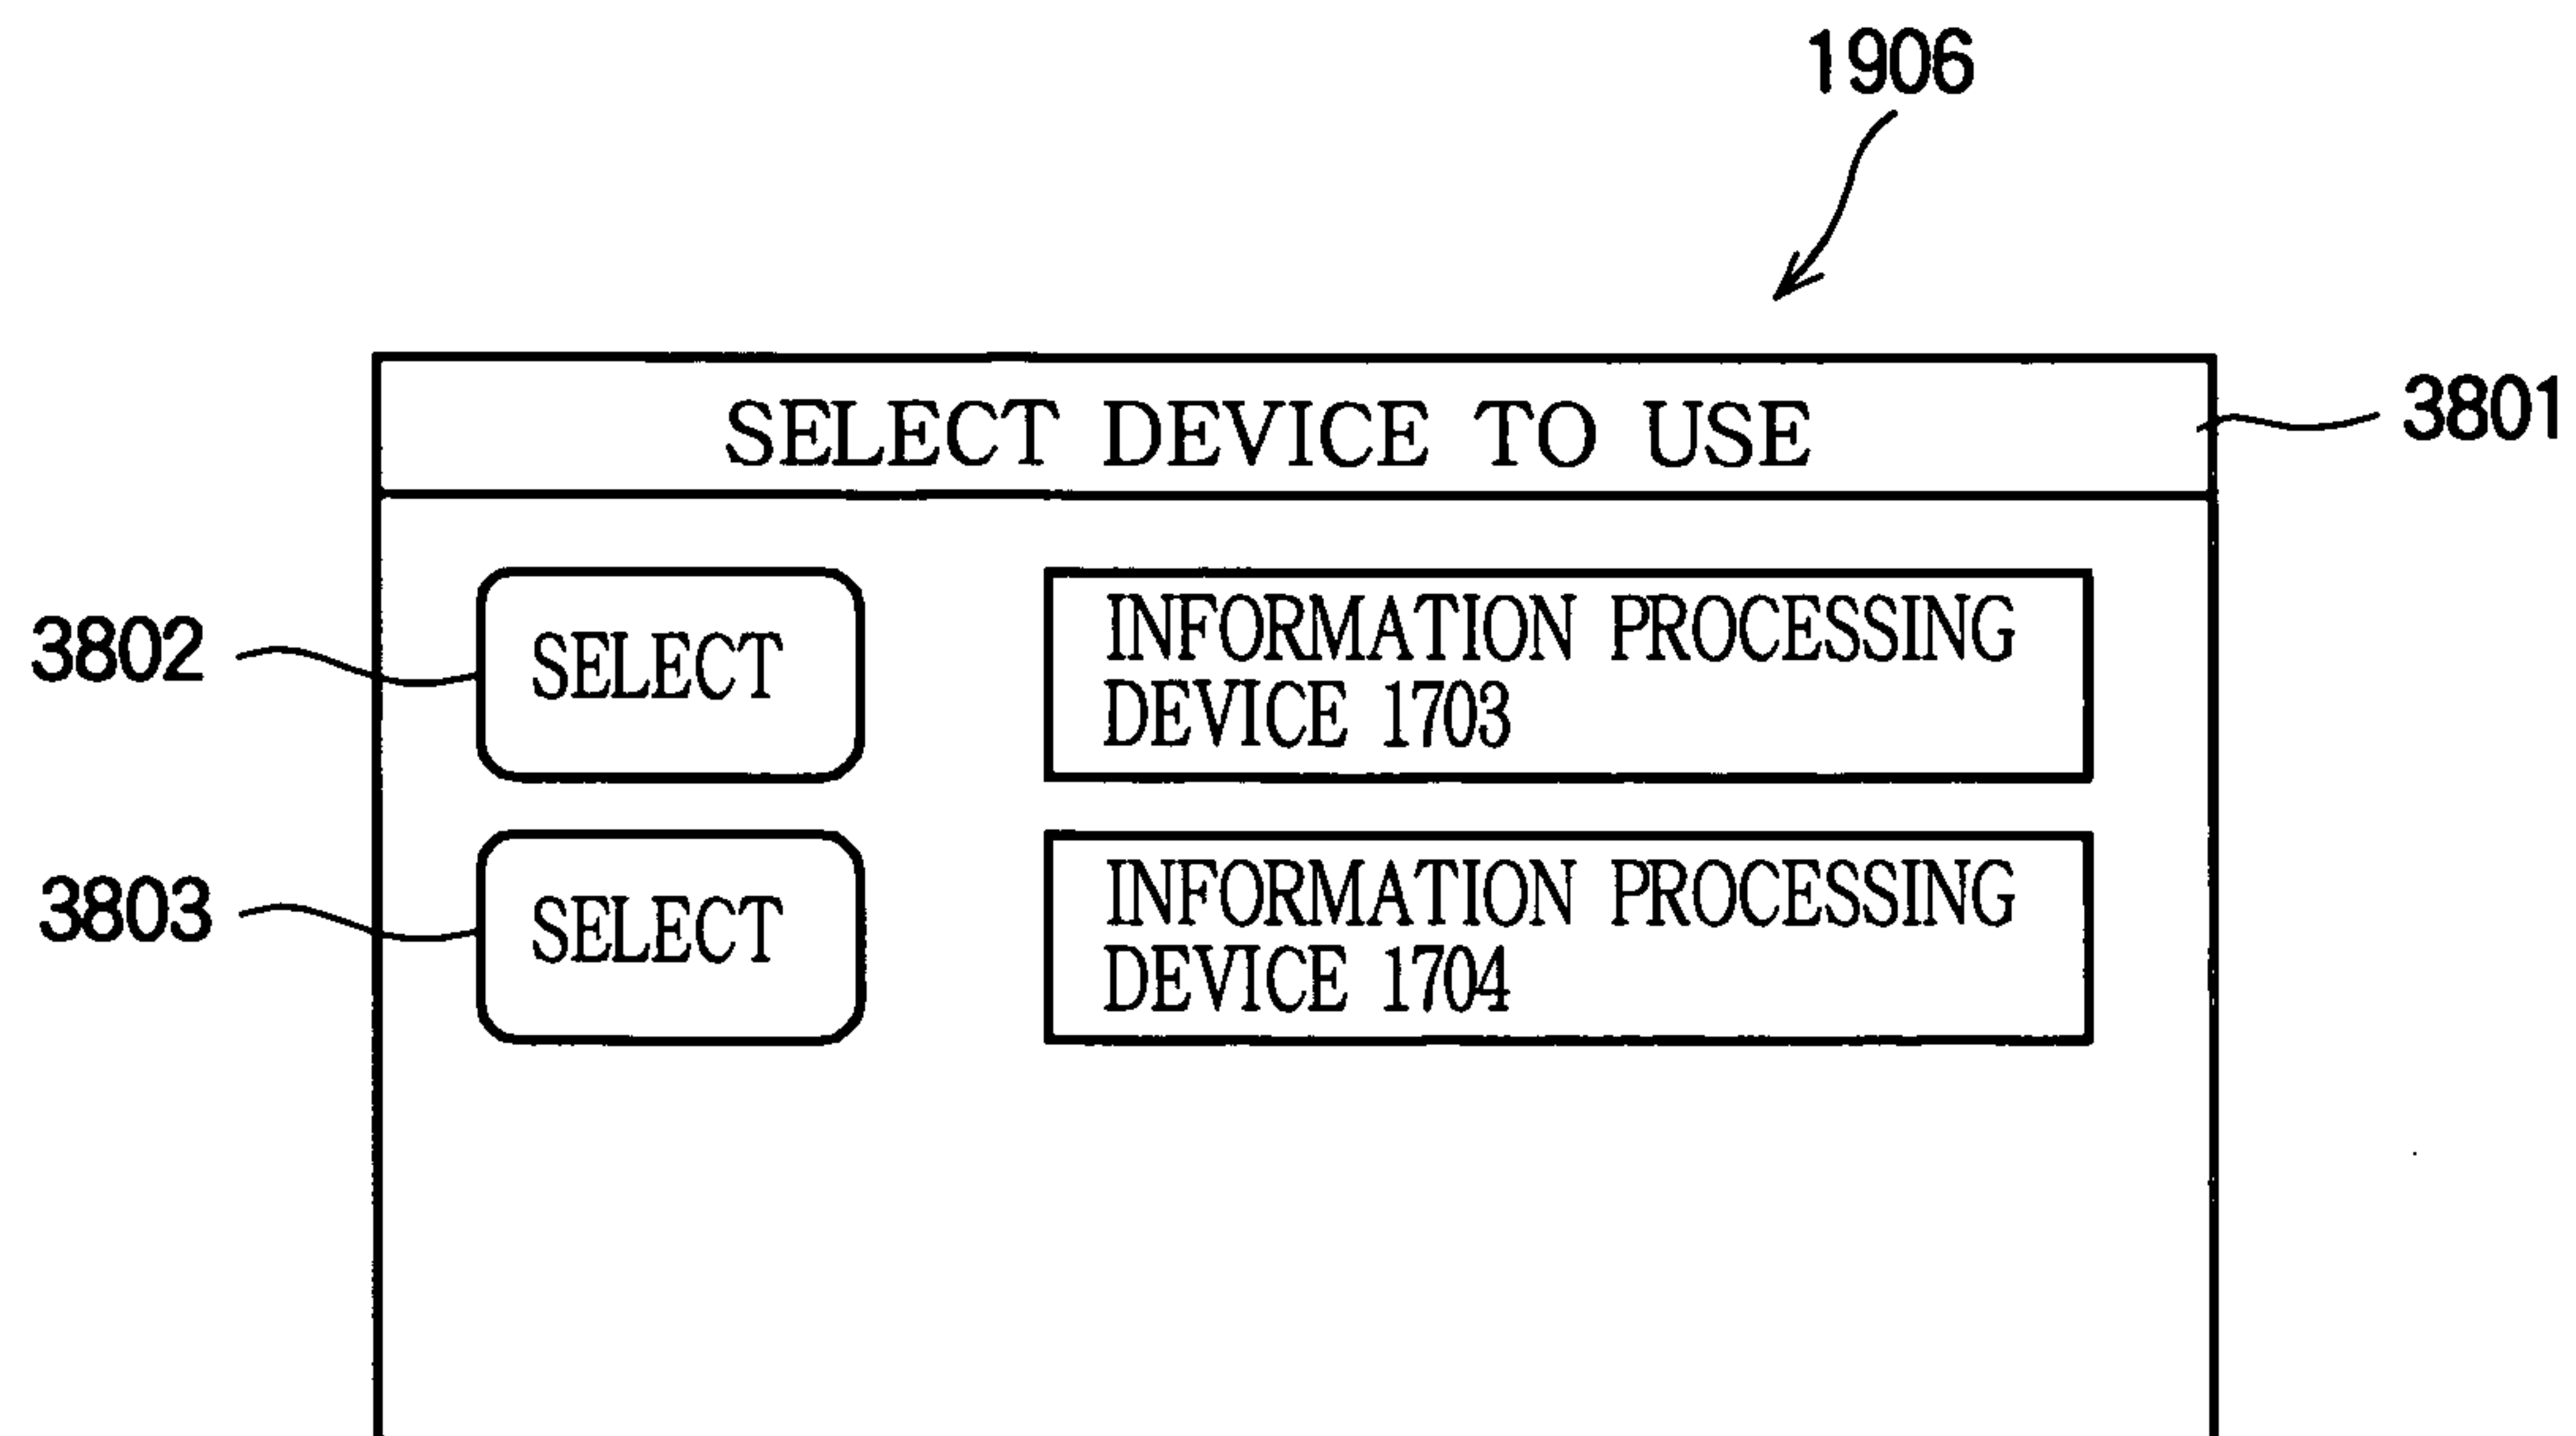 1906
SELECT DEVICE TO USE
3801
3802
SELECT
INFORMATION PROCESSING
DEVICE 1703
3803
SELECT
INFORMATION PROCESSING
DEVICE 1704